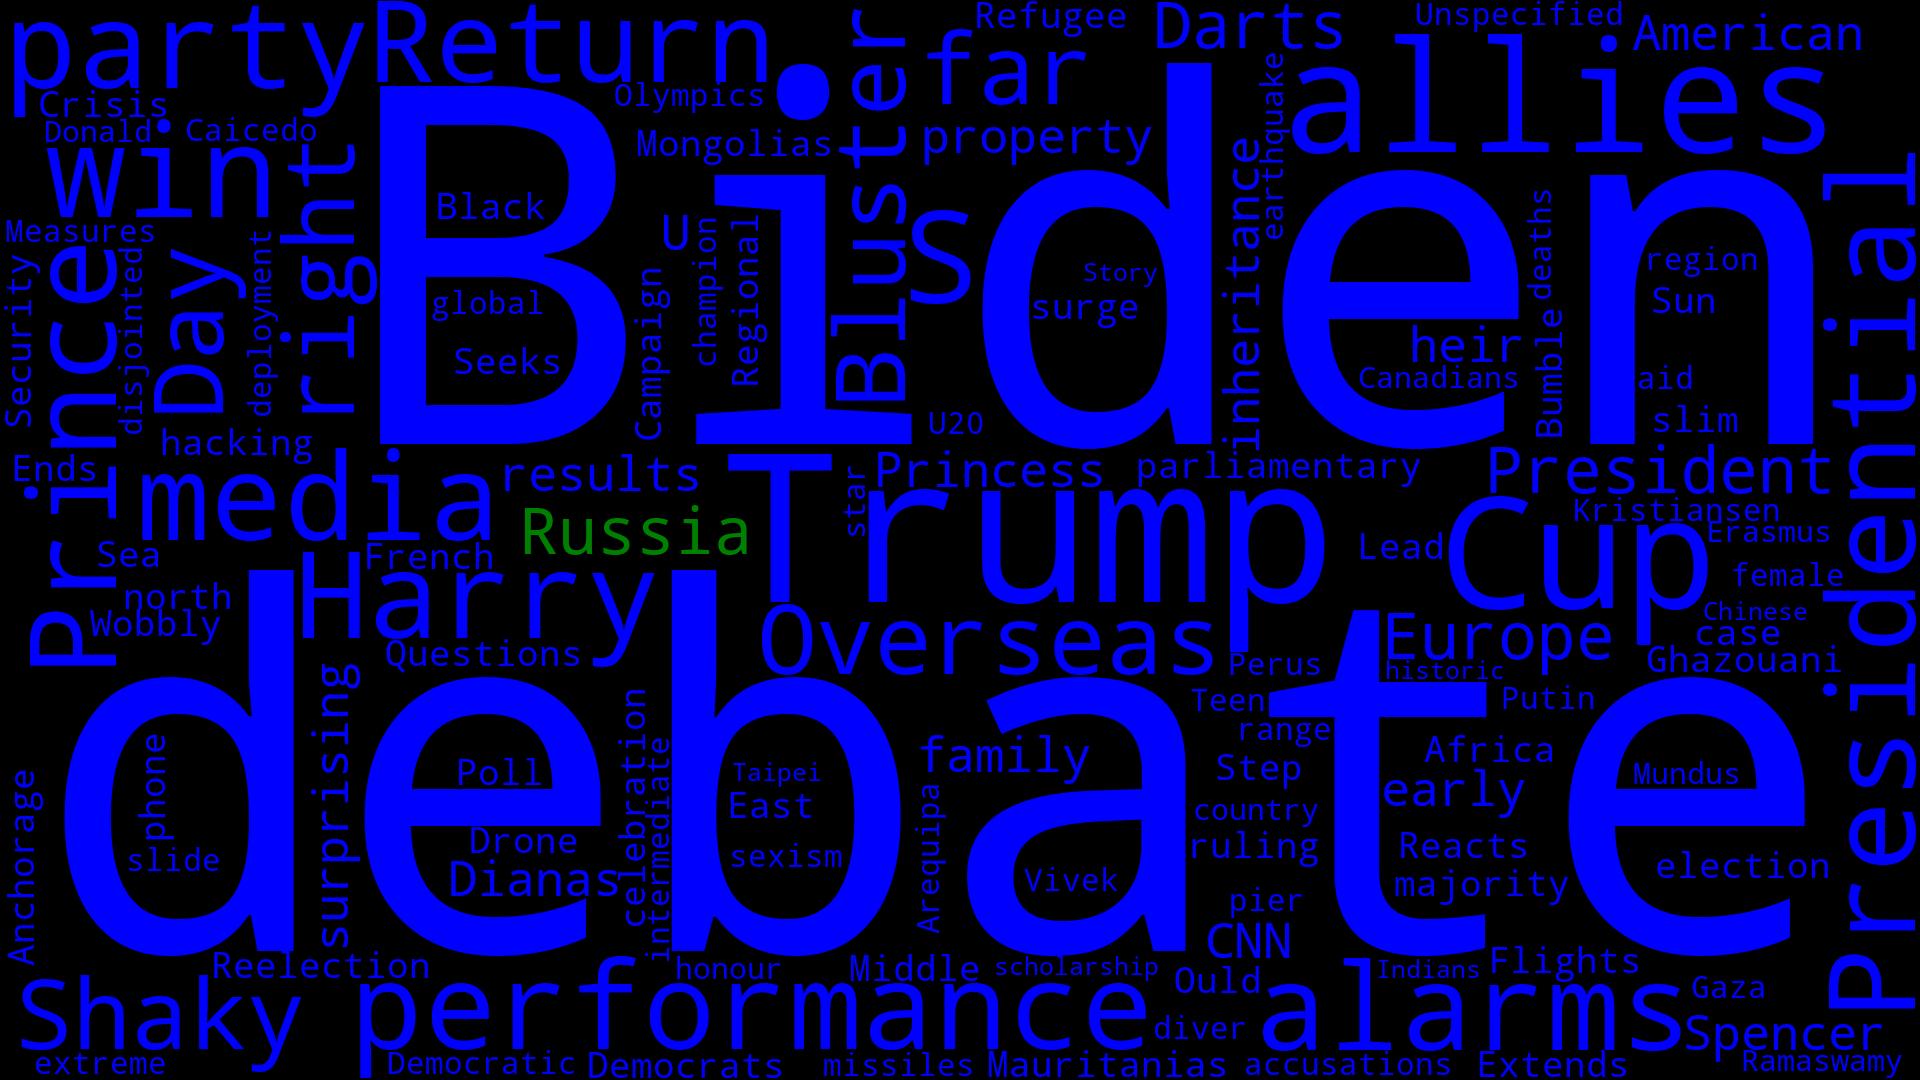 party
Return
Refugee
Darts
Unspecified
American
Crisis
Donald
Caicedo
Olympics
Mongolias
Bluster
far
property
earthquake
allies
win
right
Biden
Black
global
Seeks
U
S
Campaign
champion
Regional
Story
surge
inheritance
heir
Canadians
Bumble
deaths
region
Sun
aid
slim
Presidential
Measures
Security
Prince
disjointed
Day
deployment
hacking
Ends
media
results
U20
star
Princess
parliamentary
President
Russia
Trump
Cup
Kristiansen
Erasmus
Lead
Sea
French
north
Wobbly
Harry
Questions
Overseas
Europe
female
Chinese
case
Ghazouani
Perus
historic
Teen
range
Putin
debate
surprising
phone
slide
Anchorage
Poll
Drone
Dianas
celebration
intermediate
Taipei
East
sexism
family
Arequipa
Vivek
Step
country
ruling
pier
CNN
Africa
early
Reacts
majority
Mundus
election
Reelection
honour
Middle
scholarship
Ould
Indians
Flights
Gaza
Shaky
performance
alarms
diver
Spencer
extreme
Democratic
Democrats
missiles
Mauritanias
accusations
Extends
Ramaswamy